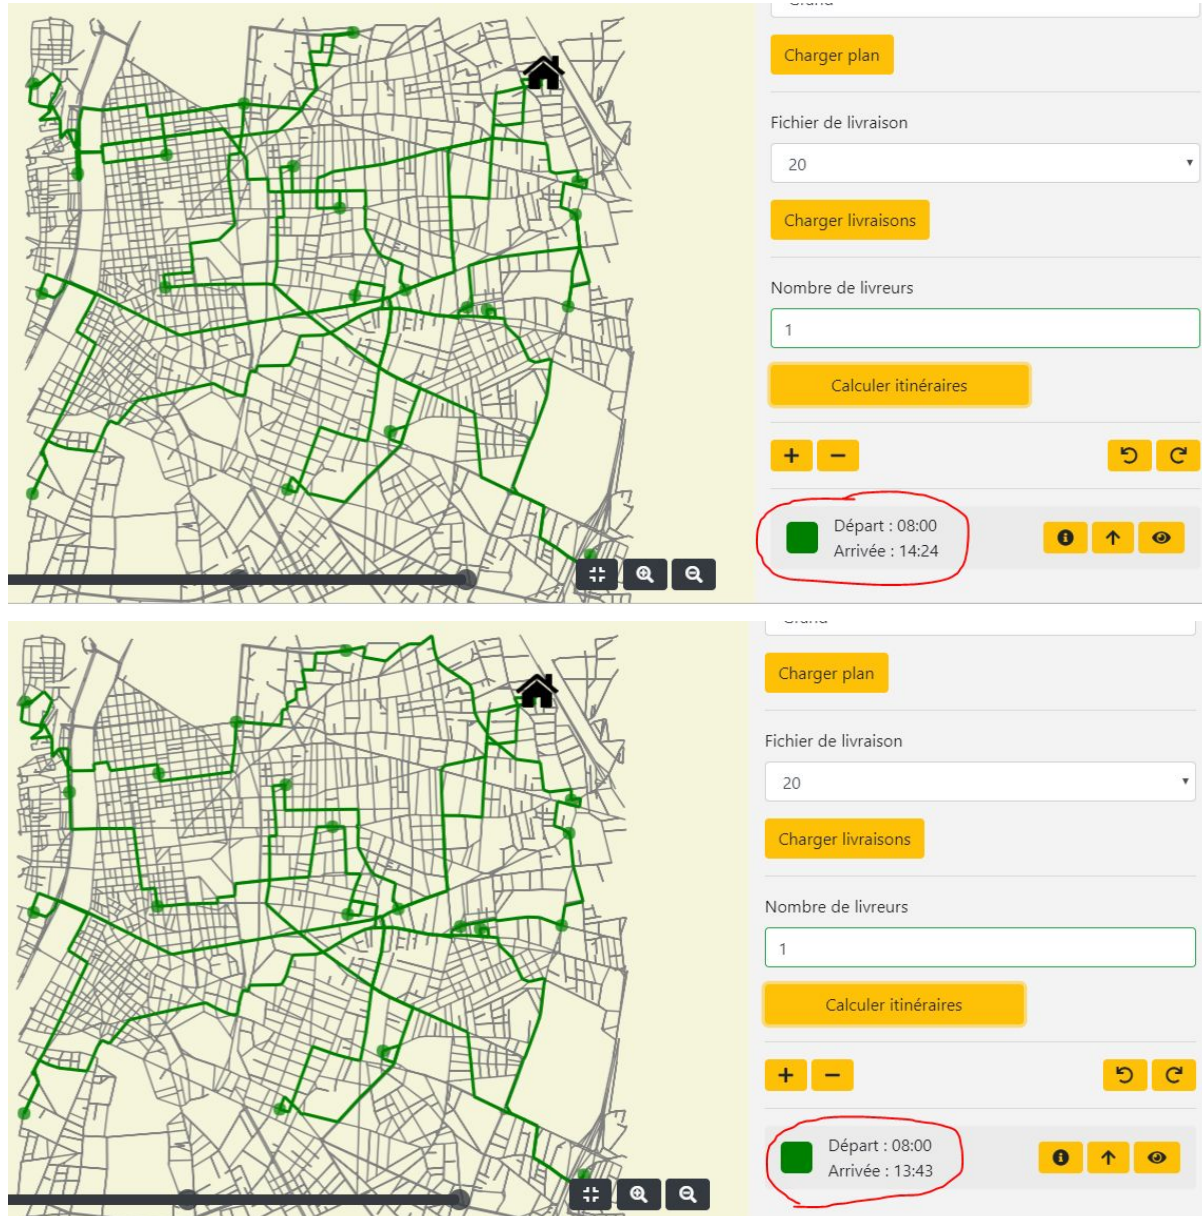 Charger plan
Fichier de livraison
20
Charger livraisons
Nombre de livreurs
1
Calculer itinéraires
Départ : 08:00
Arrivée : 14:24
Charger plan
Fichier de livraison
20
Charger livraisons
Nombre de livreurs
1
Calculer itinéraires
Départ : 08:00
Arrivée : 13:43